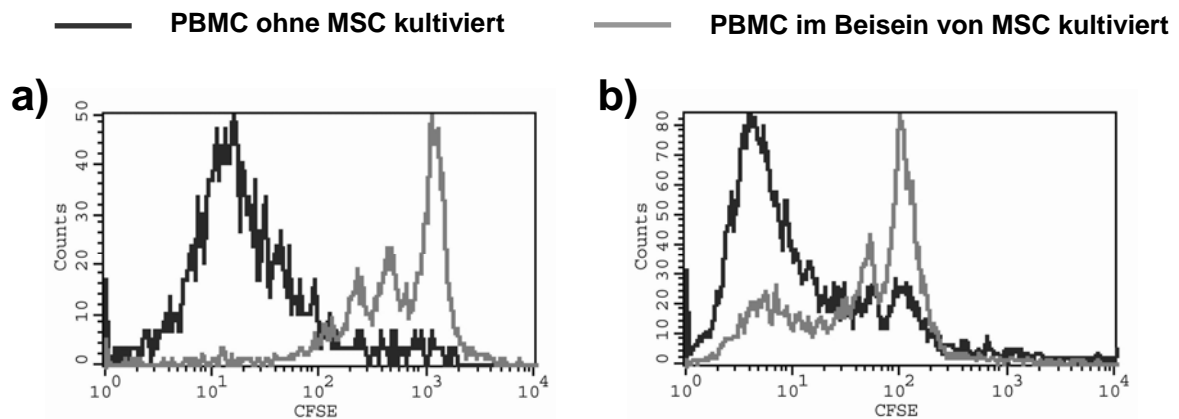 PBMC ohne MSC kultiviert
PBMC im Beisein von MSC kultiviert
a)
50
40
30
20
10
0
Counts
10^0 10^1 10^2 10^3 10^4
CFSE
b)
80
70
60
50
40
30
20
10
0
Counts
10^0 10^1 10^2 10^3 10^4
CFSE